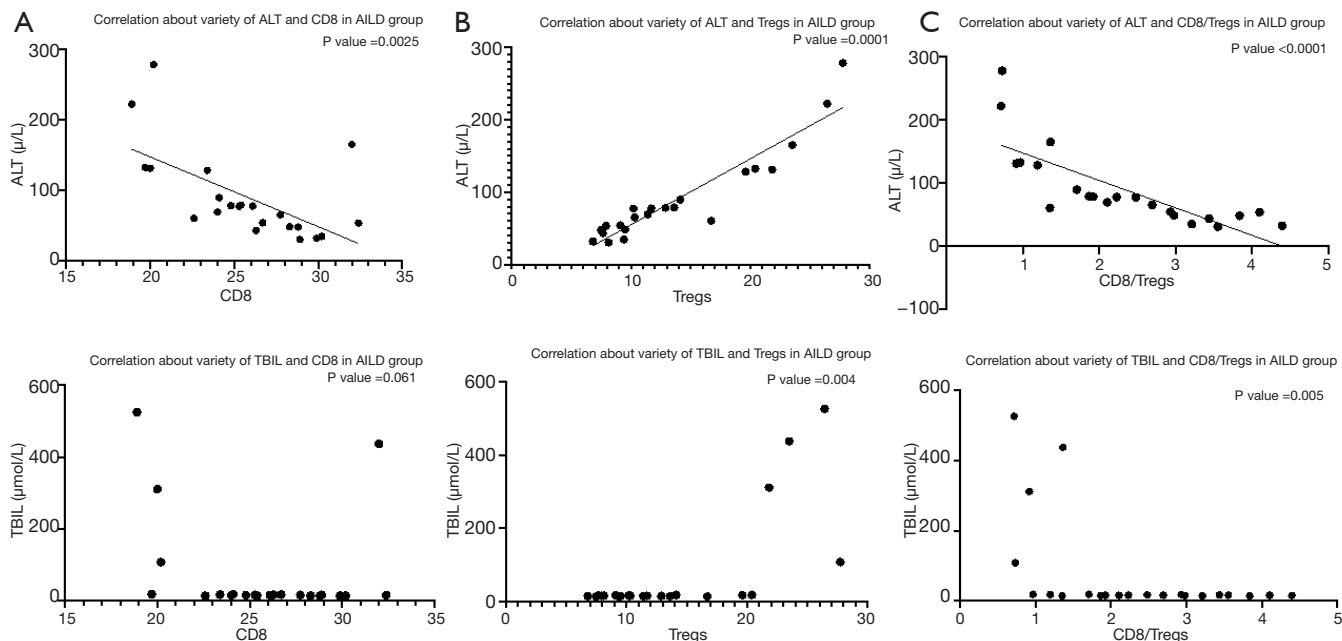 A
Correlation about variety of ALT and CD8 in AILD group
P value =0.0025
300
200
100
0
ALT (μ/L)
15 20 25 30 35
CD8
B
Correlation about variety of ALT and Tregs in AILD group
P value =0.0001
300
200
100
0
ALT (μ/L)
0 10 20 30
Tregs
C
Correlation about variety of ALT and CD8/Tregs in AILD group
P value <0.0001
300
200
100
0
−100
ALT (μ/L)
1 2 3 4 5
CD8/Tregs
Correlation about variety of TBIL and CD8 in AILD group
P value =0.061
600
400
200
0
TBIL (μmol/L)
15 20 25 30 35
CD8
Correlation about variety of TBIL and Tregs in AILD group
P value =0.004
600
400
200
0
TBIL (μmol/L)
0 10 20 30
Tregs
Correlation about variety of TBIL and CD8/Tregs in AILD group
P value =0.005
600
400
200
0
TBIL (μmol/L)
0 1 2 3 4 5
CD8/Tregs